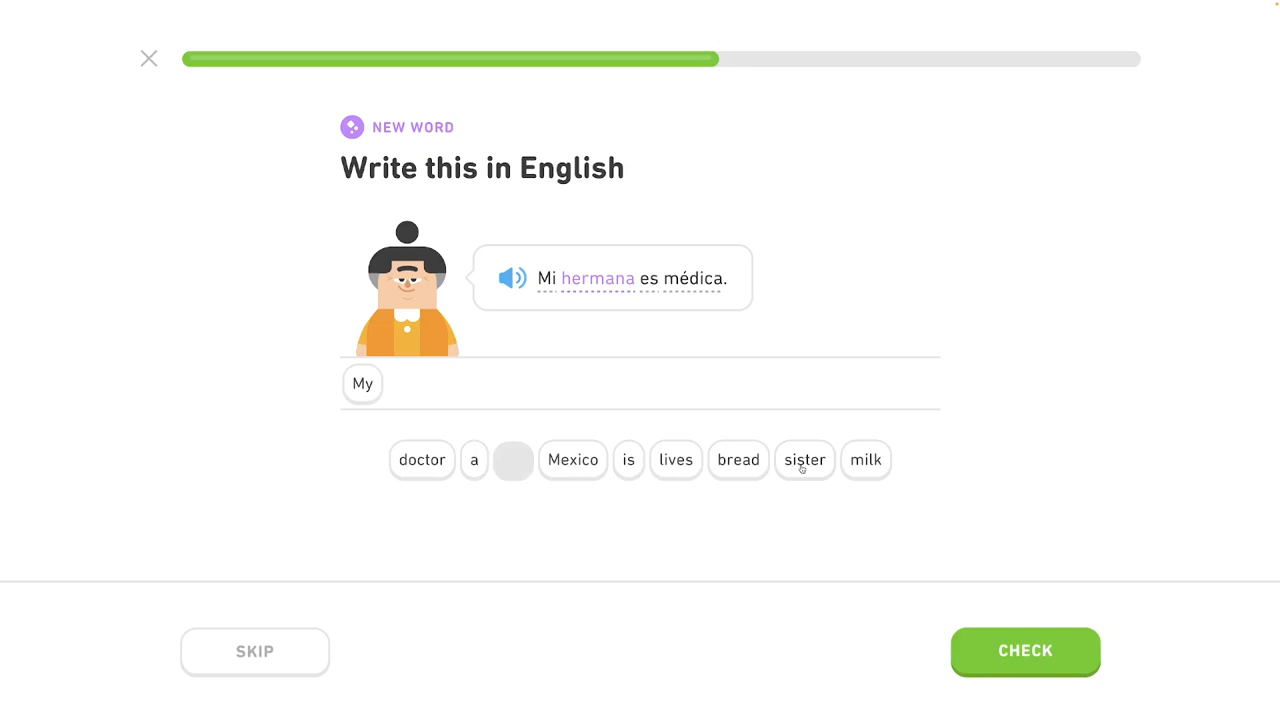 NEW WORD
Write this in English
Mi hermana es médica.
My
doctor a Mexico is lives bread sister milk
SKIP CHECK